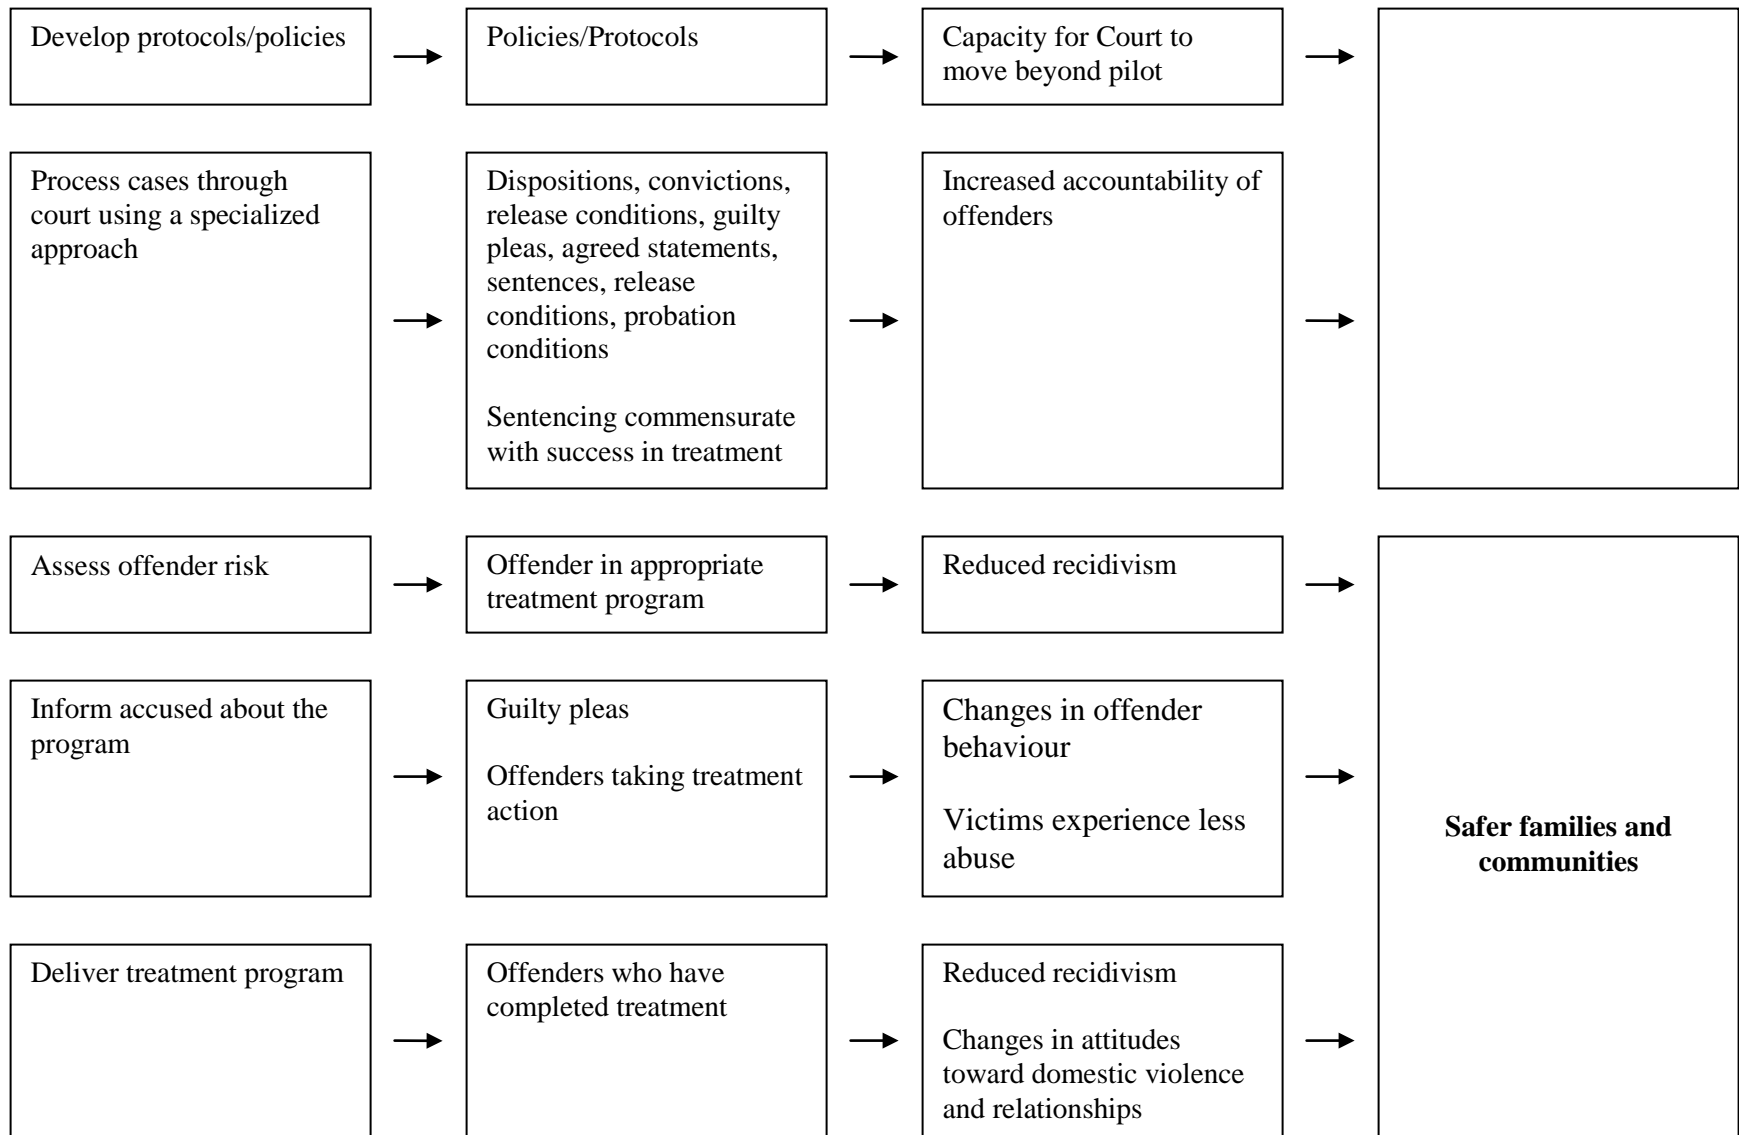 Develop protocols/policies
Policies/Protocols
Capacity for Court to
move beyond pilot
Process cases through
court using a specialized
approach
Dispositions, convictions,
release conditions, guilty
pleas, agreed statements,
sentences, release
conditions, probation
conditions
Sentencing commensurate
with success in treatment
Increased accountability of
offenders
Assess offender risk
Offender in appropriate
treatment program
Reduced recidivism
Inform accused about the
program
Guilty pleas
Offenders taking treatment
action
Changes in offender
behaviour
Victims experience less
abuse
Safer families and
communities
Deliver treatment program
Offenders who have
completed treatment
Reduced recidivism
Changes in attitudes
toward domestic violence
and relationships